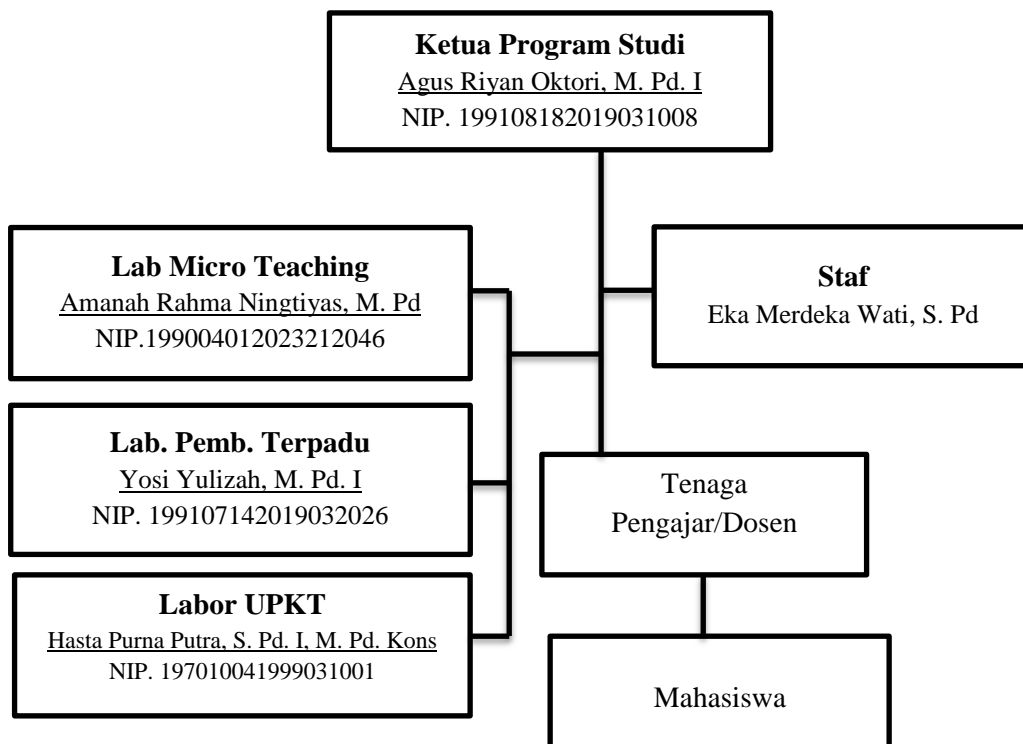 Ketua Program Studi
Agus Riyan Oktori, M. Pd. I
NIP. 199108182019031008
Lab Micro Teaching
Amanah Rahma Ningtiyas, M. Pd
NIP.199004012023212046
Staf
Eka Merdeka Wati, S. Pd
Lab. Pemb. Terpadu
Yosi Yulizah, M. Pd. I
NIP. 199107142019032026
Tenaga
Pengajar/Dosen
Labor UPKT
Hasta Purna Putra, S. Pd. I, M. Pd. Kons
NIP. 197010041999031001
Mahasiswa